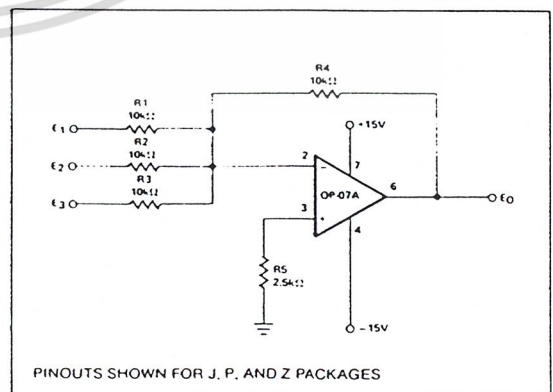 R4
10kΩ
R1
10kΩ
+15V
E1
R2
10kΩ
2
7
E2
R3
10kΩ
−
OP-07A
6
EO
E3
3
+
4
R5
2.5kΩ
−15V
PINOUTS SHOWN FOR J, P, AND Z PACKAGES